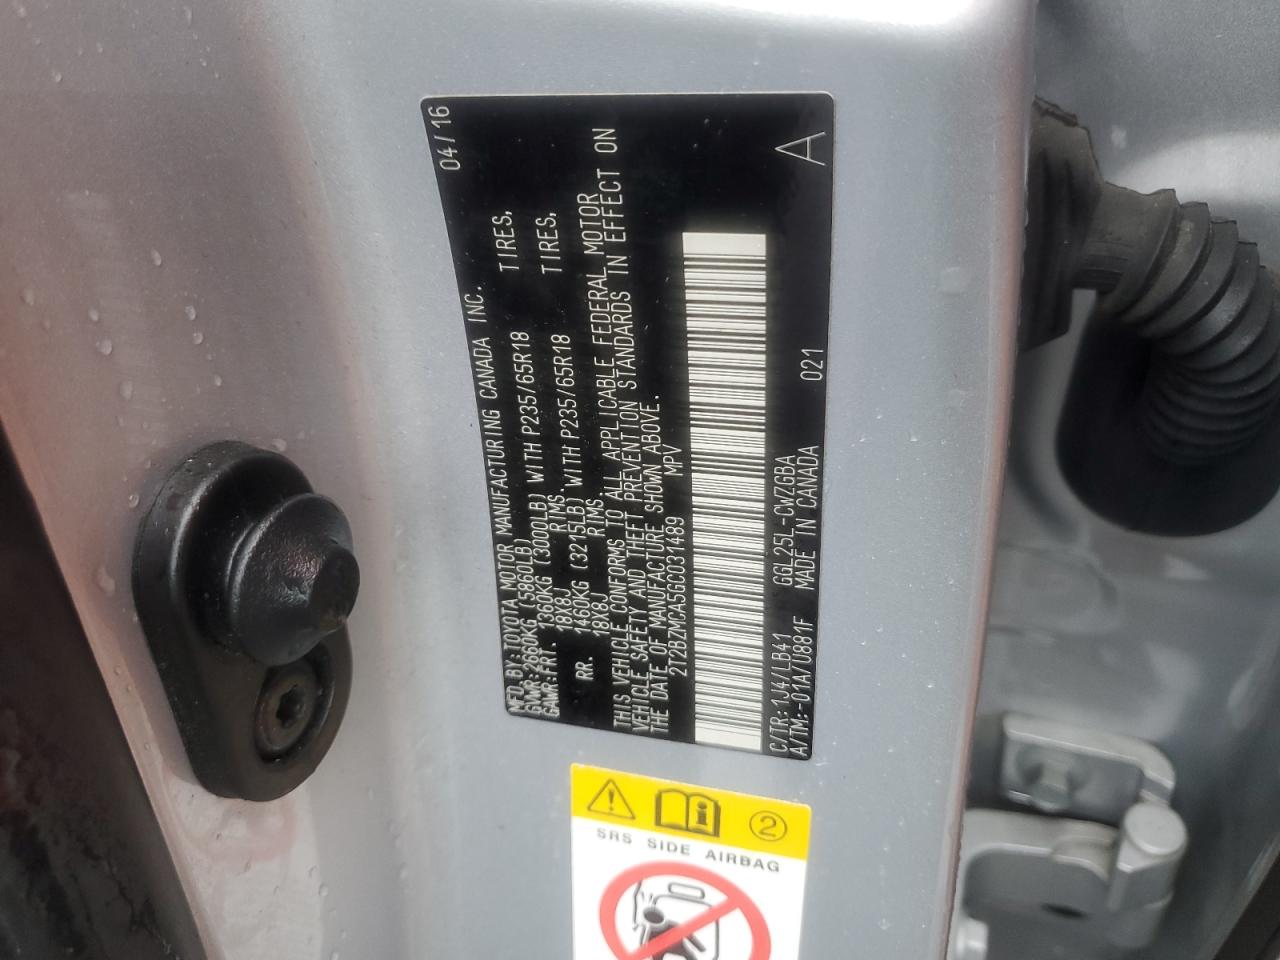 MFD. BY: TOYOTA MOTOR MANUFACTURING CANADA INC. 04/16
GVWR: 2660KG (5860LB)
GAWR: FRT. 1360KG (3000LB) WITH P235/65R18 TIRES,
18X8J RIMS.
RR. 1460KG (3215LB) WITH P235/65R18 TIRES,
18X8J RIMS.
THIS VEHICLE CONFORMS TO ALL APPLICABLE FEDERAL MOTOR
VEHICLE SAFETY AND THEFT PREVENTION STANDARDS IN EFFECT ON
THE DATE OF MANUFACTURE SHOWN ABOVE.
2T2BZMCA5GC031489 MPV
C/TR: 1J4/LB41 GGL25L-CWZGBA
A/TM: -01A/U881F MADE IN CANADA 021 A
2
SRS SIDE AIRBAG